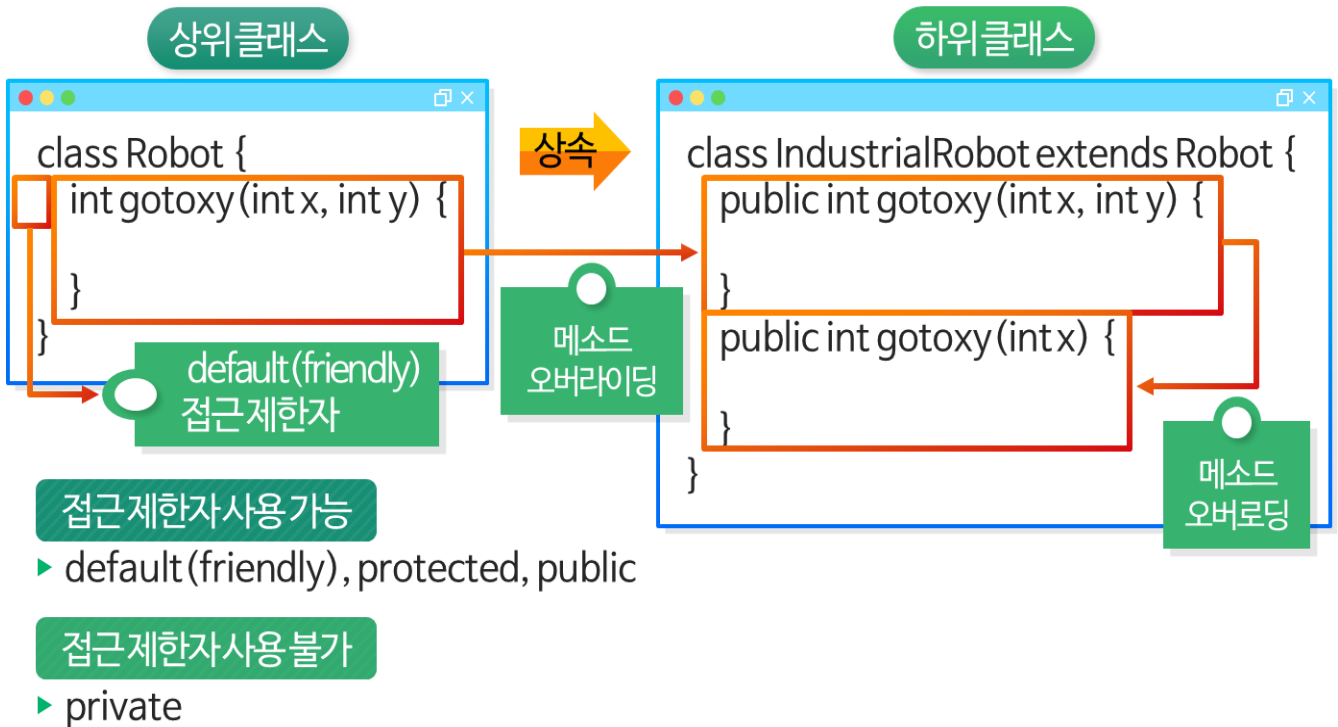 상위 클래스
class Robot {
int gotoxy(int x, int y) {
}
}
default(friendly)
접근 제한자
상속
메소드
오버라이딩
하위 클래스
class IndustrialRobot extends Robot {
public int gotoxy(int x, int y) {
}
public int gotoxy(int x) {
}
}
메소드
오버로딩
접근 제한자 사용 가능
default(friendly), protected, public
접근 제한자 사용 불가
private